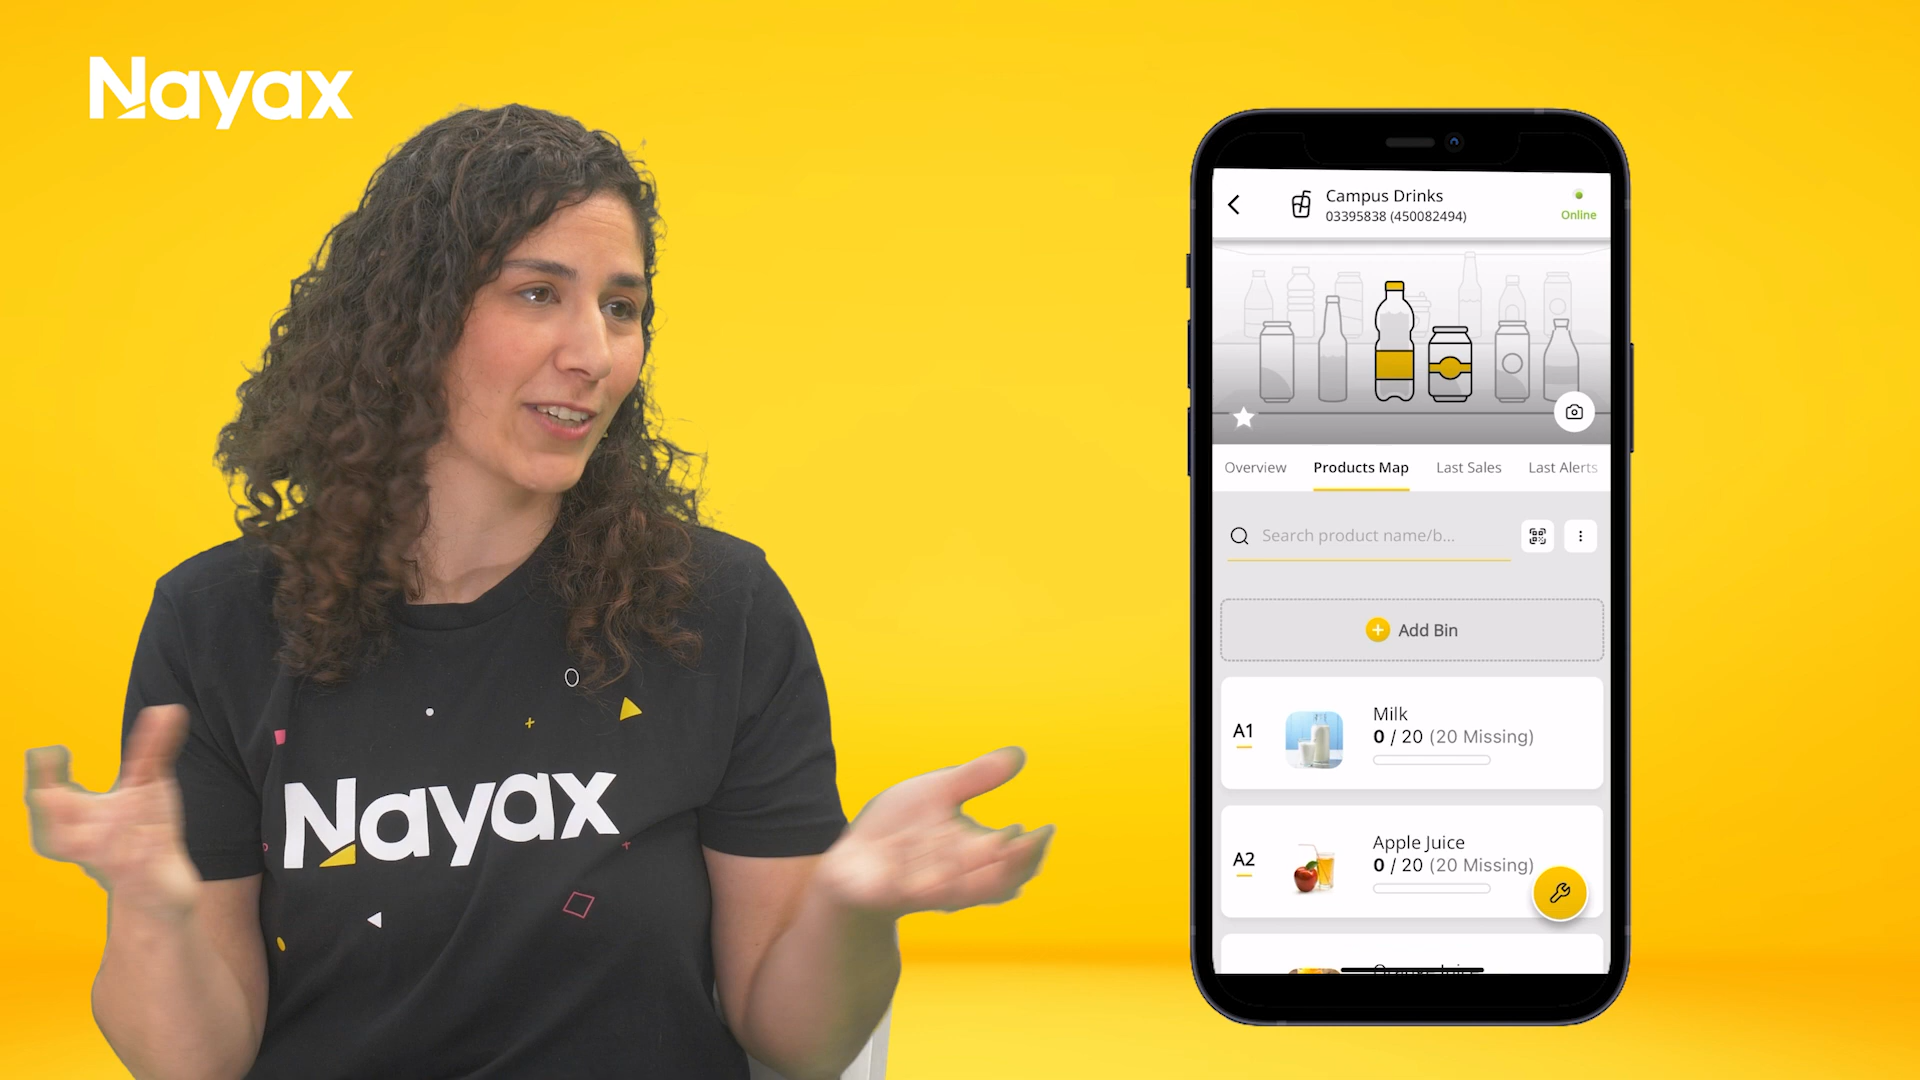 Nayax
Nayax
Campus Drinks
03395838 (450082494)
Online
Overview
Products Map
Last Sales
Last Alerts
Search product name/b...
Add Bin
A1
Milk
0 / 20 (20 Missing)
A2
Apple Juice
0 / 20 (20 Missing)